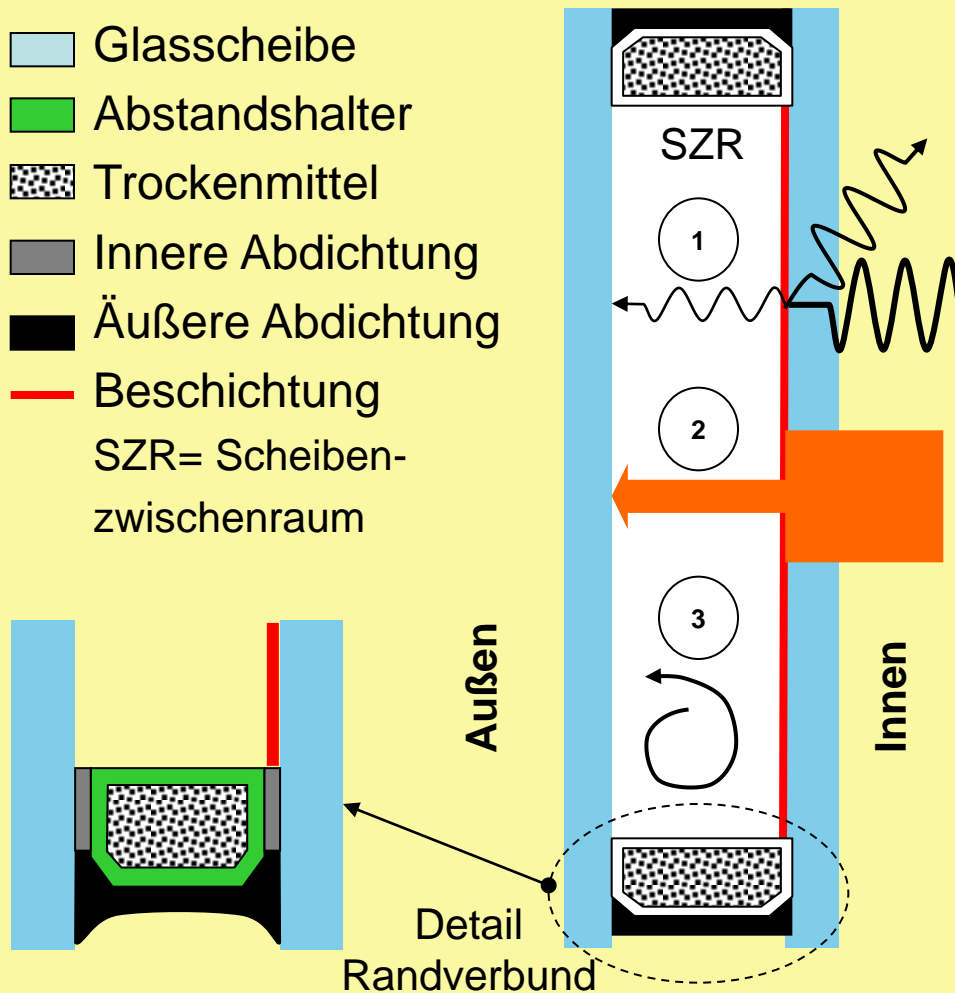 Glasscheibe
Abstandshalter
Trockenmittel
Innere Abdichtung
Äußere Abdichtung
Beschichtung
SZR= Scheiben-
zwischenraum
SZR
1
2
3
Außen
Innen
Detail
Randverbund